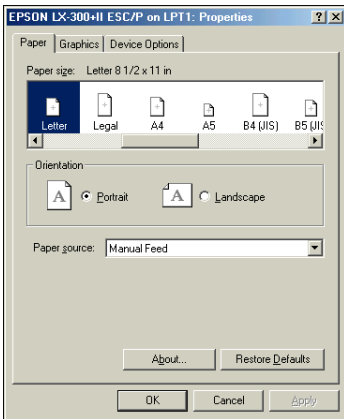 EPSON LX-300+II ESC/P on LPT1: Properties
Paper Graphics Device Options
Paper size: Letter 8 1/2 x 11 in
Letter Legal A4 A5 B4 (JIS) B5 (JIS
Orientation
A Portrait A Landscape
Paper source: Manual Feed
About... Restore Defaults
OK Cancel Apply